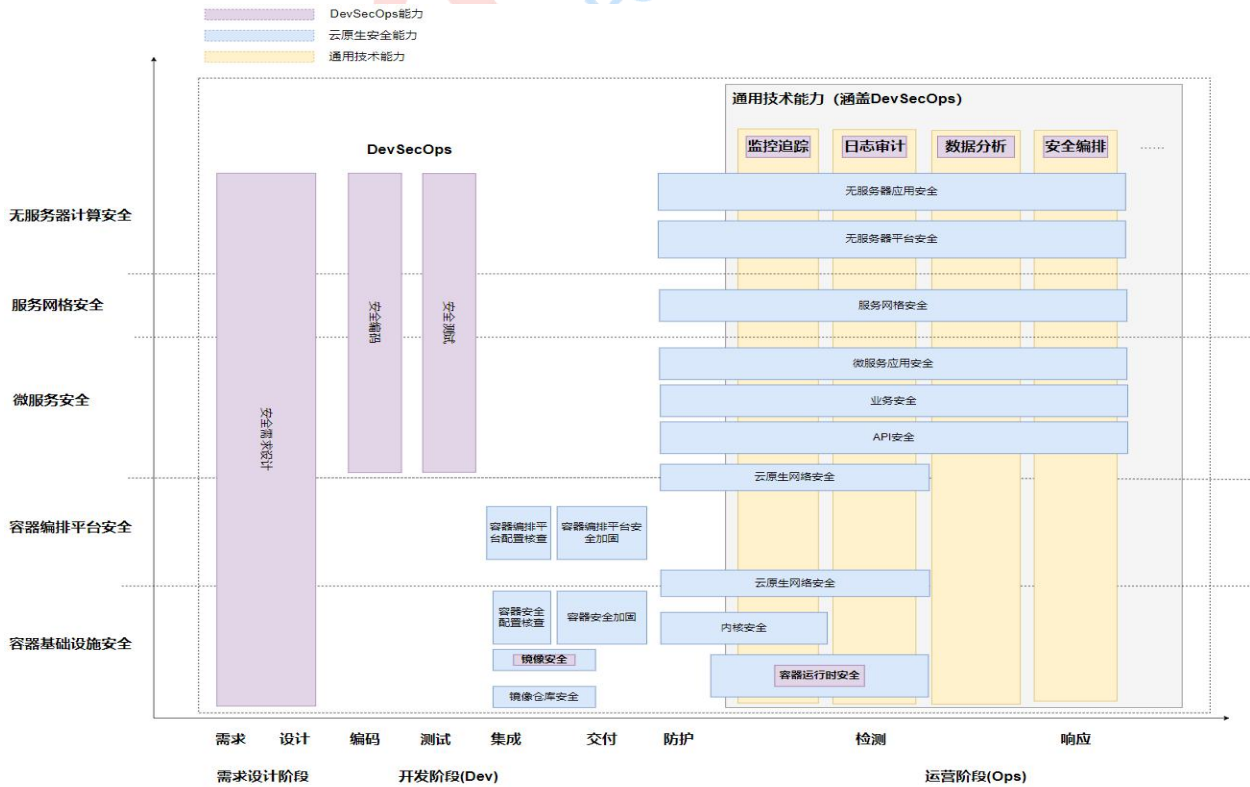 DevSecOps能力
云原生安全能力
通用技术能力
通用技术能力 (涵盖DevSecOps)
DevSecOps
监控追踪
日志审计
数据分析
安全编排
……
无服务器计算安全
无服务器应用安全
无服务器平台安全
服务网格安全
服务网格安全
安全编码
安全测试
微服务安全
微服务应用安全
业务安全
API安全
安全需求设计
云原生网络安全
容器编排平台安全
容器编排平
台配置核查
容器编排平台安
全加固
云原生网络安全
容器基础设施安全
容器安全
配置核查
容器安全加固
内核安全
镜像安全
容器运行时安全
镜像仓库安全
需求
设计
编码
测试
集成
交付
防护
检测
响应
需求设计阶段
开发阶段(Dev)
运营阶段(Ops)